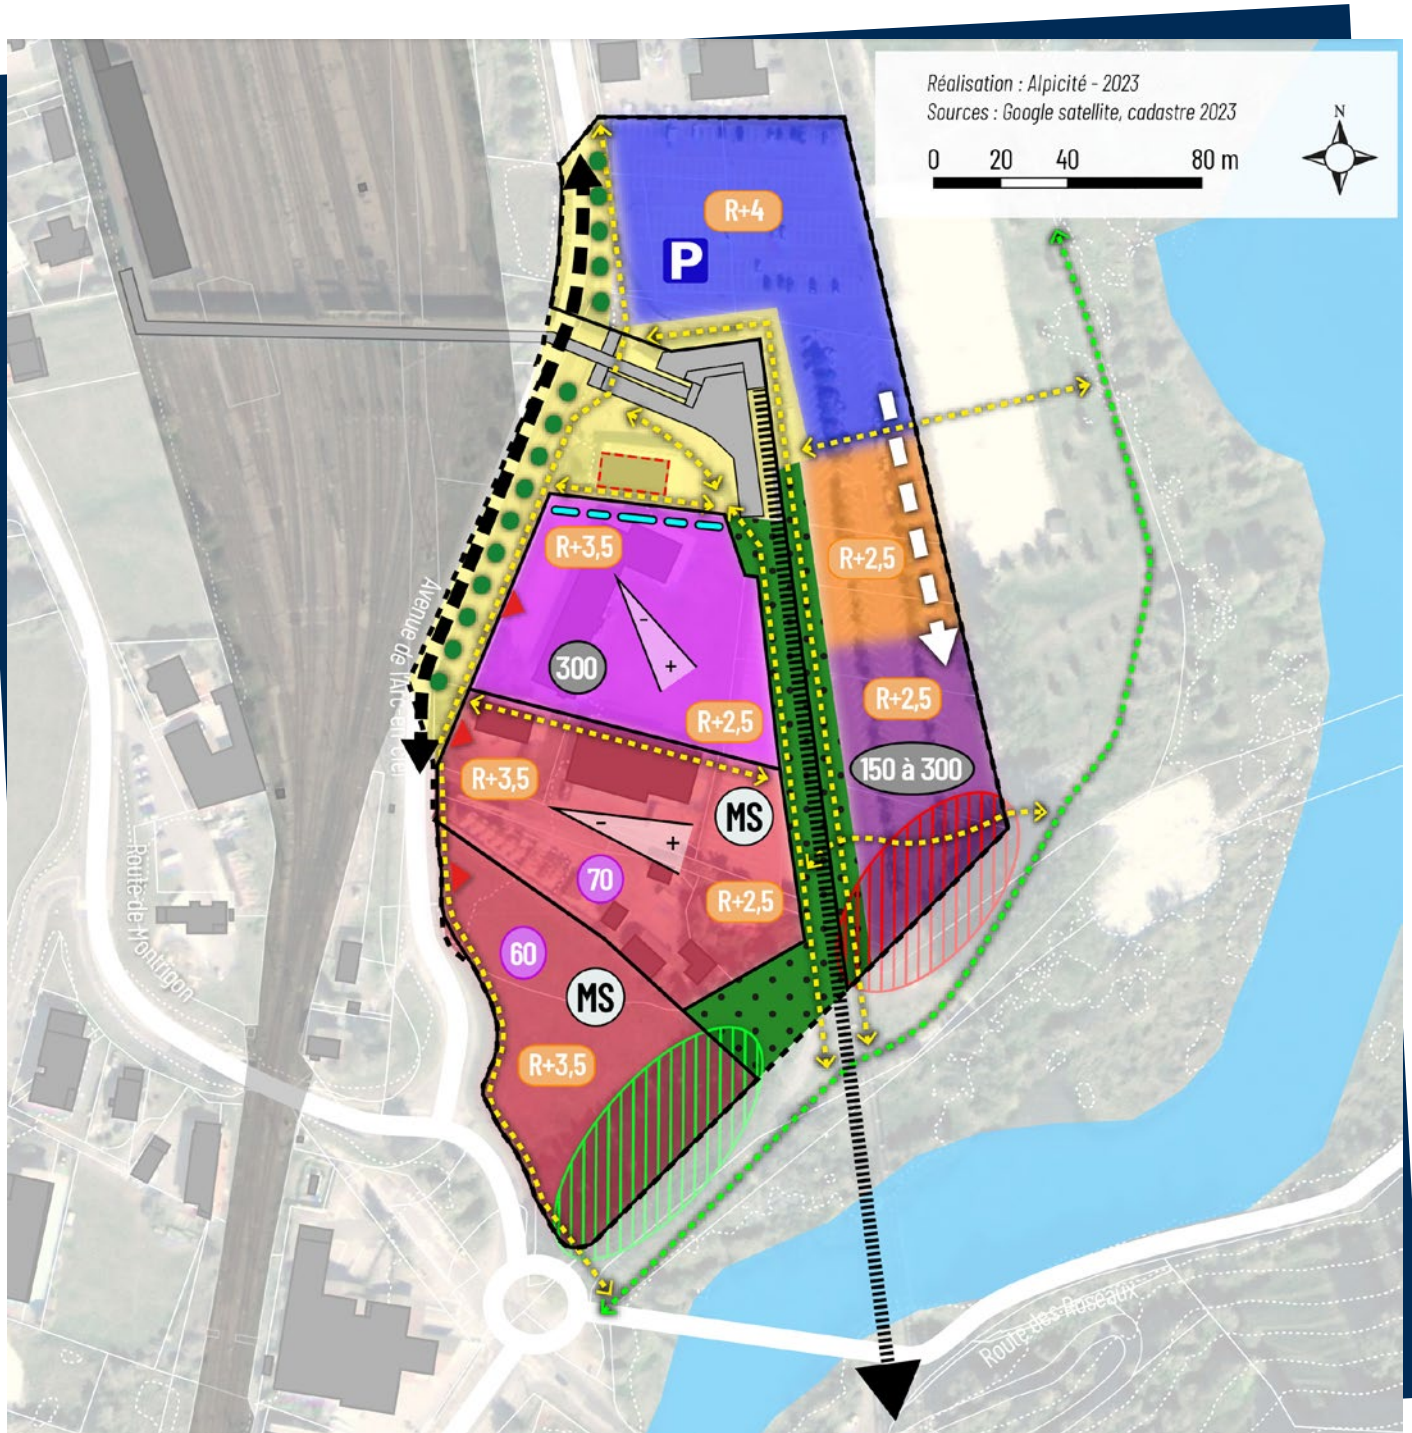 Réalisation : Alpicité - 2023
Sources : Google satellite, cadastre 2023
N
0 20 40 80 m
R+4
P
R+3,5
R+2,5
-
+
300
R+2,5
R+2,5
150 à 300
Avenue de l'Arc-en-Ciel
R+3,5
MS
-
+
70
R+2,5
60
MS
R+3,5
Route de Montrigon
Route des Roseaux